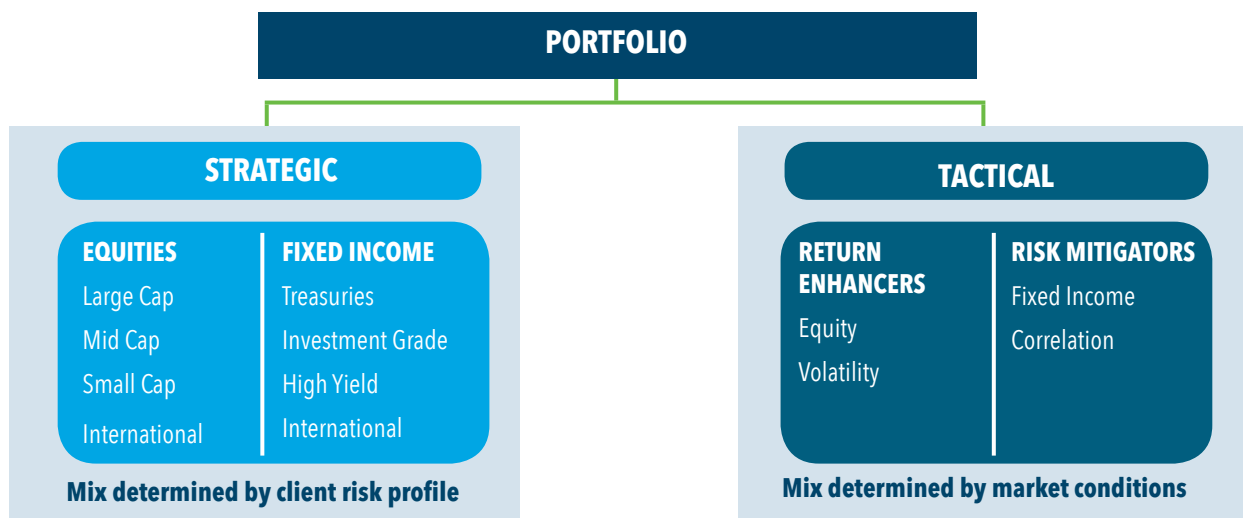 PORTFOLIO
STRATEGIC
EQUITIES
Large Cap
Mid Cap
Small Cap
International
FIXED INCOME
Treasuries
Investment Grade
High Yield
International
Mix determined by client risk profile
TACTICAL
RETURN
ENHANCERS
Equity
Volatility
RISK MITIGATORS
Fixed Income
Correlation
Mix determined by market conditions